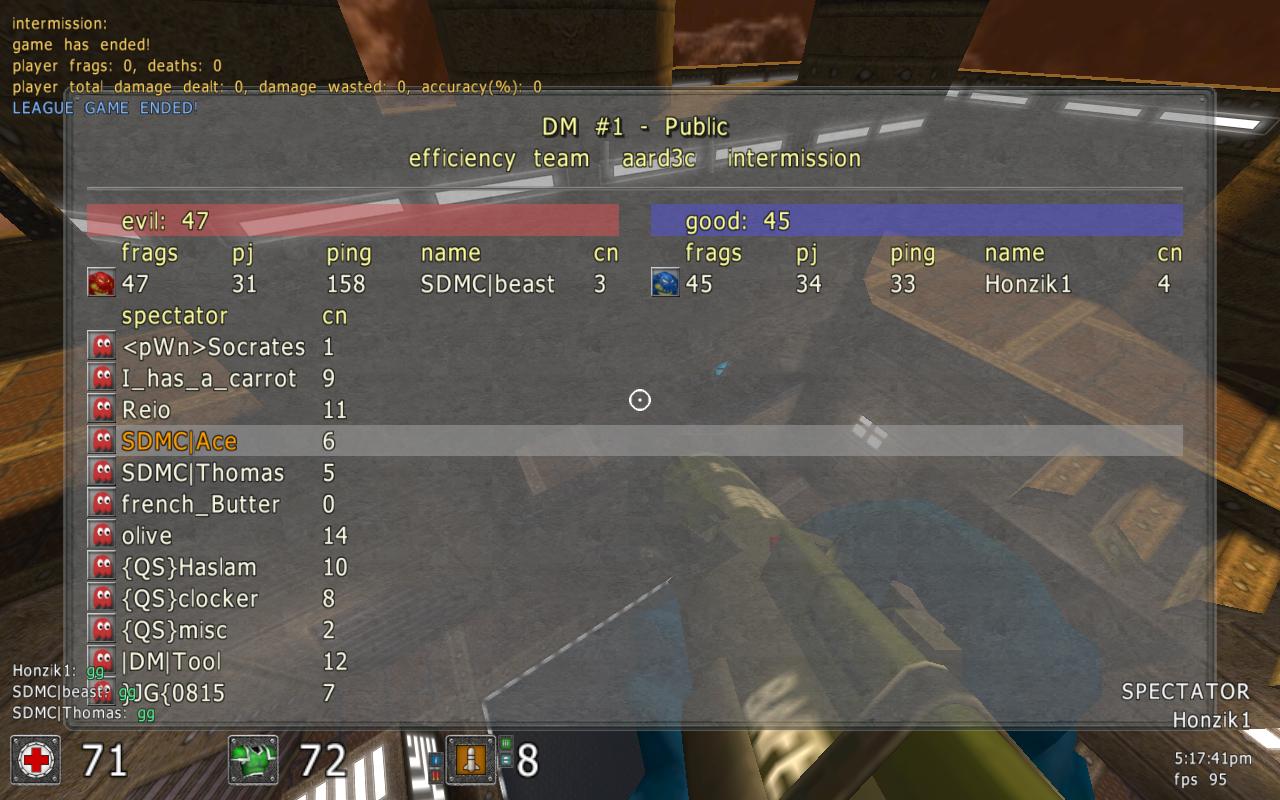 intermission:
game has ended!
player frags: 0, deaths: 0
player total damage dealt: 0, damage wasted: 0, accuracy(%): 0
LEAGUE GAME ENDED!
DM #1 - Public
efficiency team aard3c intermission
evil: 47 good: 45
frags pj ping name cn frags pj ping name cn
47 31 158 SDMC|beast 3 45 34 33 Honzik1 4
spectator cn
<pWn>Socrates 1
I_has_a_carrot 9
Reio 11
SDMC|Ace 6
SDMC|Thomas 5
french_Butter 0
olive 14
{QS}Haslam 10
{QS}clocker 8
{QS}misc 2
|DM|Tool 12
}JG{0815 7
Honzik1: gg
SDMC|beast: gg
SDMC|Thomas: gg
SPECTATOR
Honzik1
71 72 8
5:17:41pm
fps 95